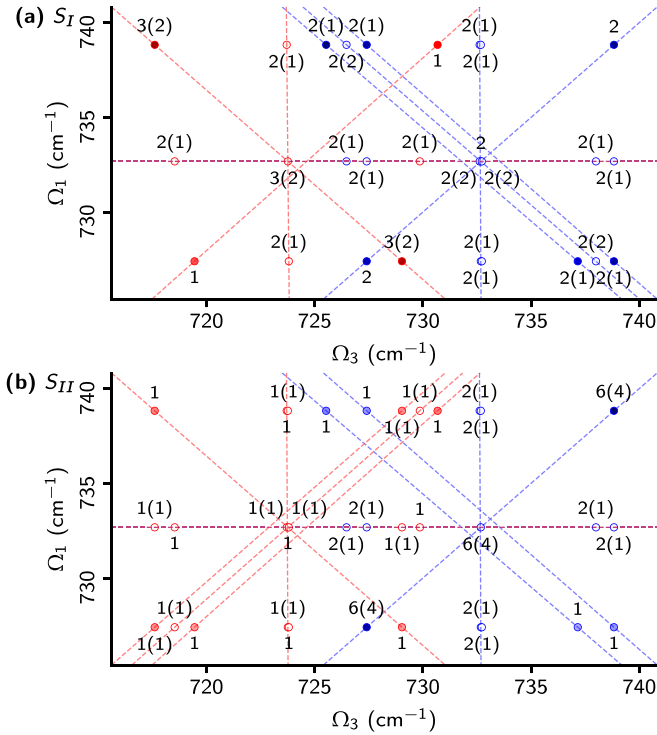 (a) S_I
3(2) 2(1) 2(1) 2(1) 2
740
2(1) 2(2) 1 2(1)
735
2(1) 2(1) 2(1) 2 2(1)
3(2) 2(1) 2(2) 2(2) 2(1)
730
2(1) 3(2) 2(1) 2(2)
1 2 2(1) 2(1) 2(1)
Ω1 (cm⁻¹)
720 725 730 735 740
Ω3 (cm⁻¹)
(b) S_II
1 1(1) 1 1(1) 2(1) 6(4)
740
1 1 1(1) 1 2(1)
735
1(1) 1(1) 1(1) 2(1) 1 2(1)
1 1 2(1) 1(1) 6(4) 2(1)
730
1(1) 1(1) 6(4) 2(1) 1
1(1) 1 1 1 2(1) 1
Ω1 (cm⁻¹)
720 725 730 735 740
Ω3 (cm⁻¹)